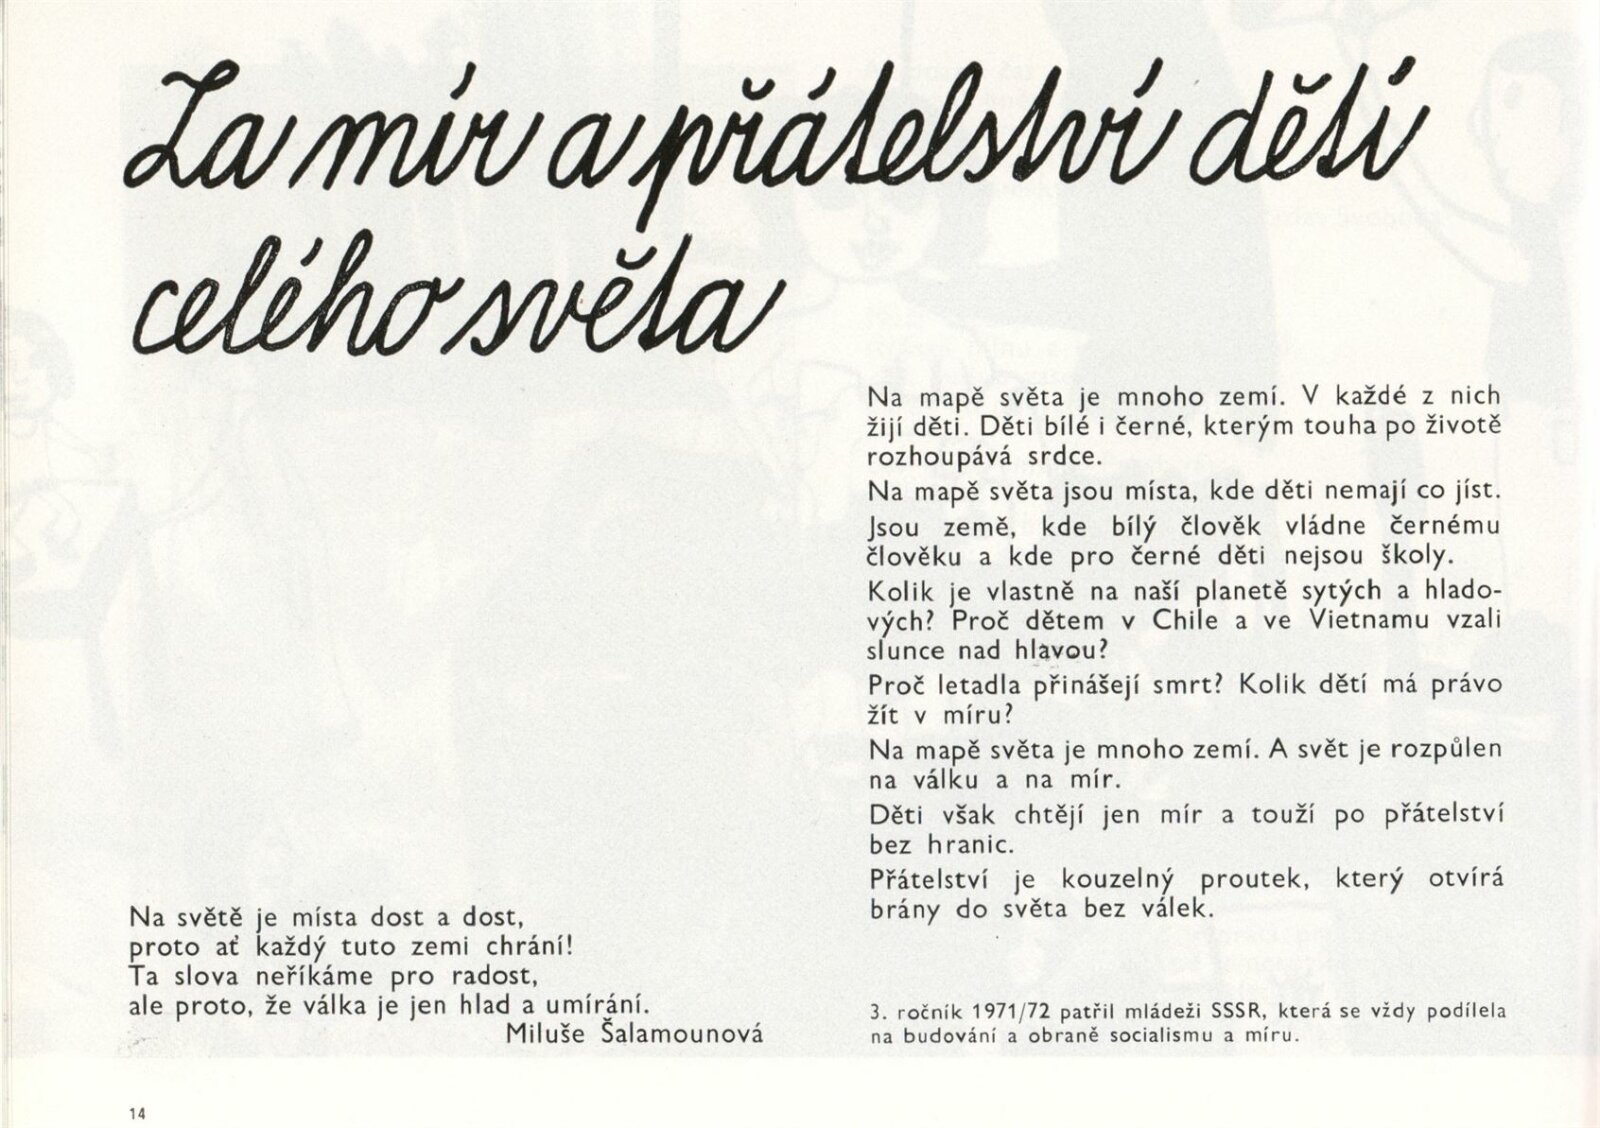 Za mír a přátelství dětí
celého světa
Na mapě světa je mnoho zemí. V každé z nich
žijí děti. Děti bílé i černé, kterým touha po životě
rozhoupává srdce.
Na mapě světa jsou místa, kde děti nemají co jíst.
Jsou země, kde bílý člověk vládne černému
člověku a kde pro černé děti nejsou školy.
Kolik je vlastně na naší planetě sytých a hlado-
vých? Proč dětem v Chile a ve Vietnamu vzali
slunce nad hlavou?
Proč letadla přinášejí smrt? Kolik dětí má právo
žít v míru?
Na mapě světa je mnoho zemí. A svět je rozpůlen
na válku a na mír.
Děti však chtějí jen mír a touží po přátelství
bez hranic.
Přátelství je kouzelný proutek, který otvírá
brány do světa bez válek.
Na světě je místa dost a dost,
proto ať každý tuto zemi chrání!
Ta slova neříkáme pro radost,
ale proto, že válka je jen hlad a umírání.
Miluše Šalamounová
3. ročník 1971/72 patřil mládeži SSSR, která se vždy podílela
na budování a obraně socialismu a míru.
14